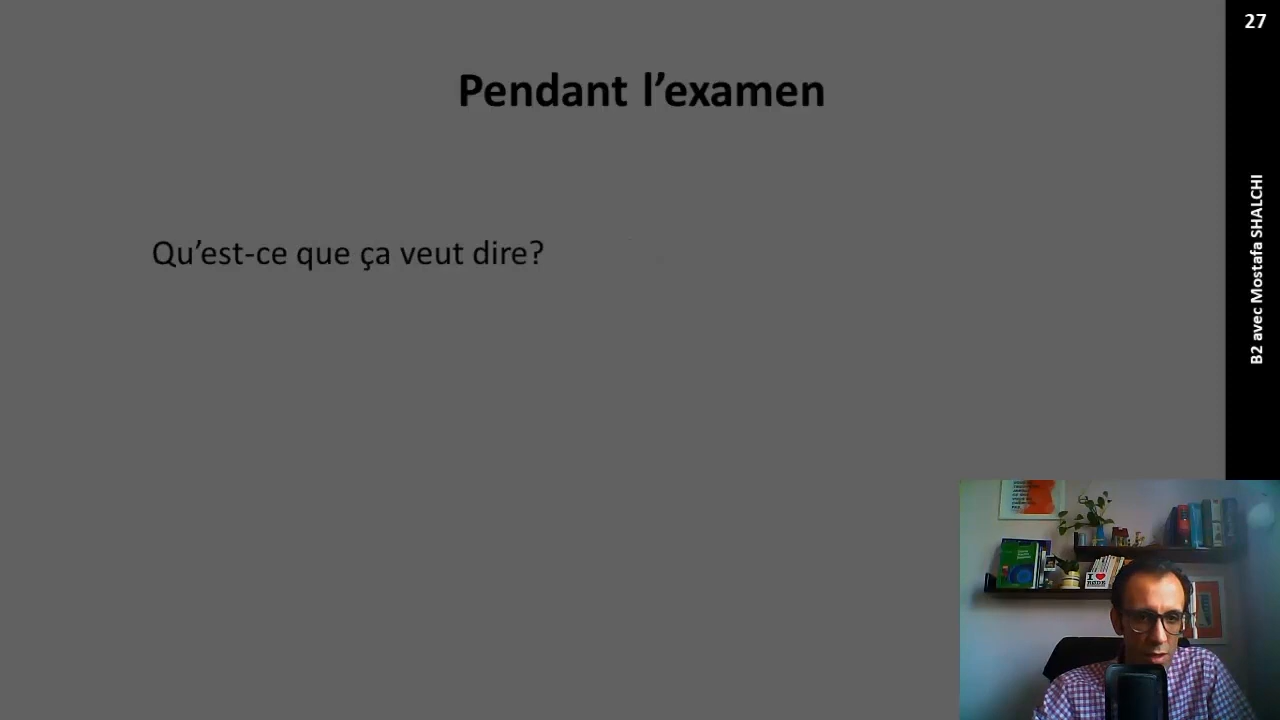 27
Pendant l’examen
Qu’est-ce que ça veut dire?
B2 avec Mostafa SHALCHI
I ❤